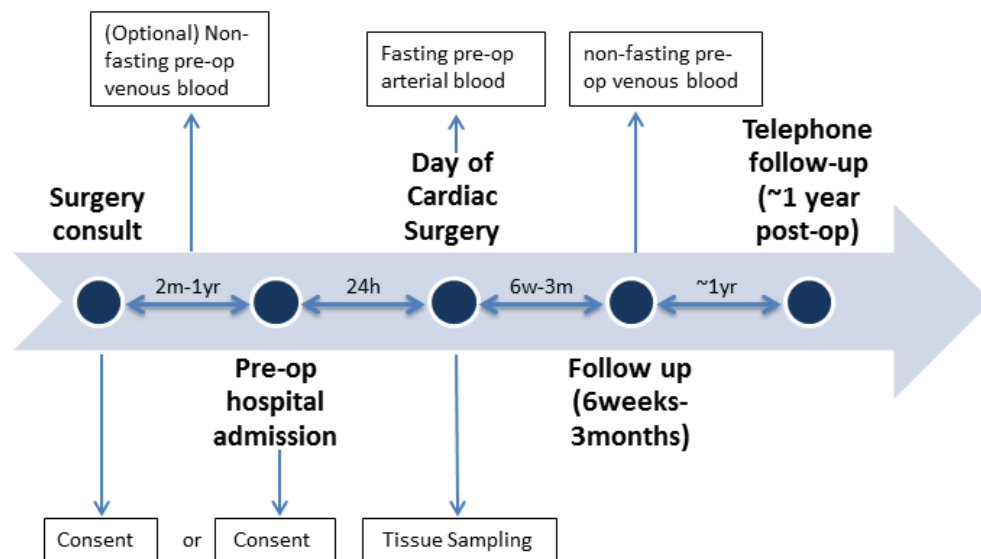 (Optional) Non-
fasting pre-op
venous blood
Fasting pre-op
arterial blood
non-fasting pre-
op venous blood
Surgery
consult
Day of
Cardiac
Surgery
Telephone
follow-up
(~1 year
post-op)
2m-1yr
24h
6w-3m
~1yr
Pre-op
hospital
admission
Follow up
(6weeks-
3months)
Consent
or
Consent
Tissue Sampling